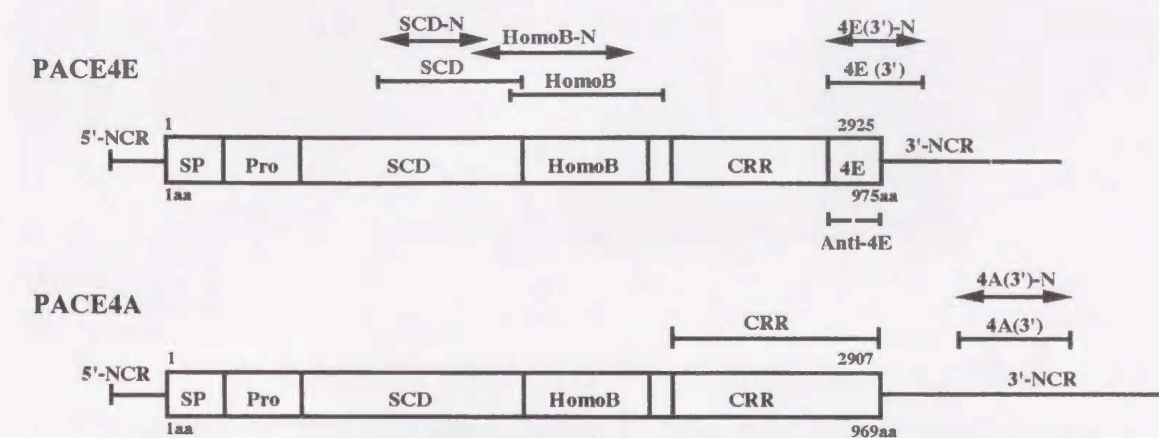 SCD-N
4E(3')-N
HomoB-N
PACE4E
SCD
4E (3')
HomoB
5'-NCR
1
2925
3'-NCR
SP
Pro
SCD
HomoB
CRR
4E
1aa
975aa
Anti-4E
4A(3')-N
PACE4A
CRR
4A(3')
1
2907
5'-NCR
3'-NCR
SP
Pro
SCD
HomoB
CRR
1aa
969aa